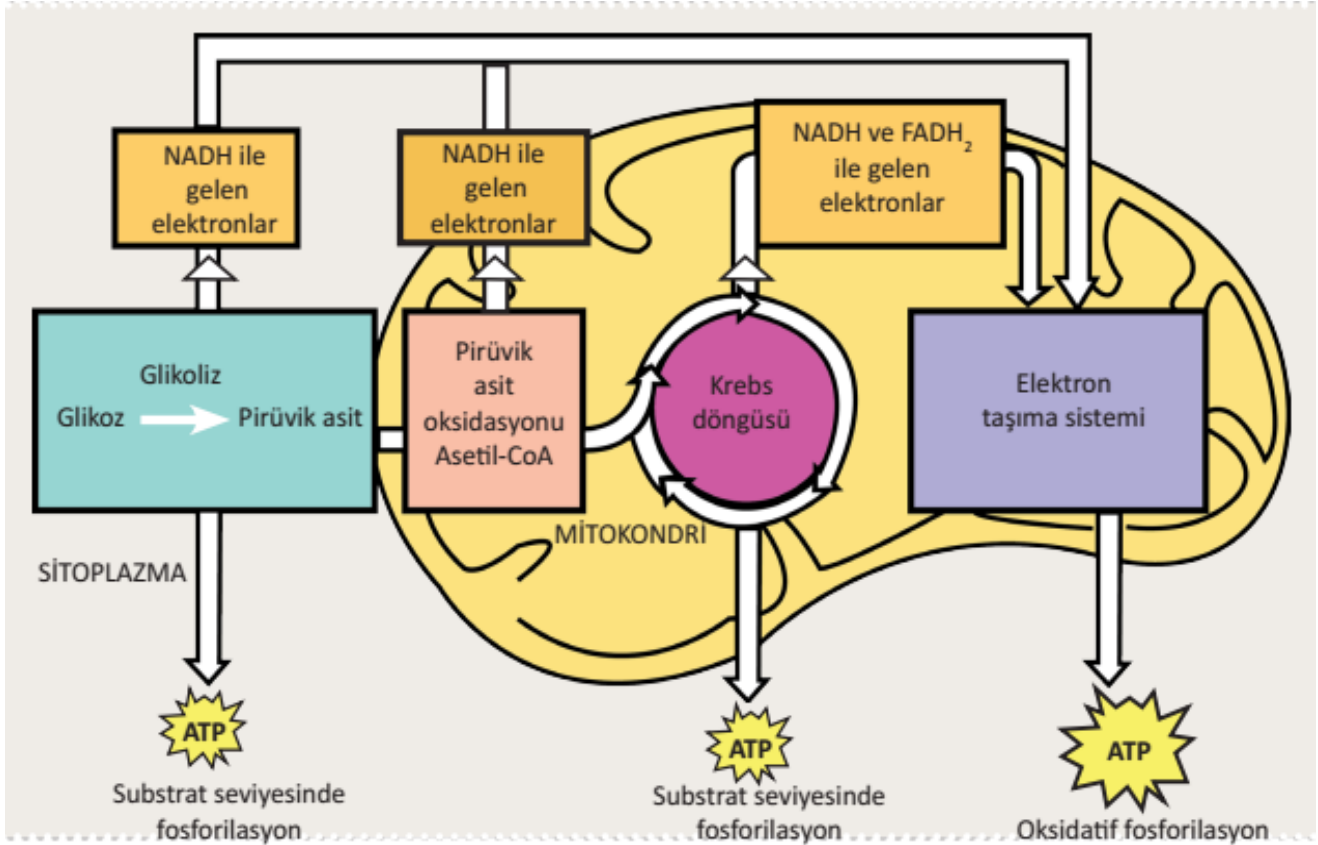 NADH ile
gelen
elektronlar
NADH ile
gelen
elektronlar
NADH ve FADH₂
ile gelen
elektronlar
Glikoliz
Glikoz
Pirüvik asit
Pirüvik
asit
oksidasyonu
Asetil-CoA
Krebs
döngüsü
Elektron
taşıma sistemi
MİTOKONDRİ
SİTOPLAZMA
ATP
Substrat seviyesinde
fosforilasyon
ATP
Substrat seviyesinde
fosforilasyon
ATP
Oksidatif fosforilasyon